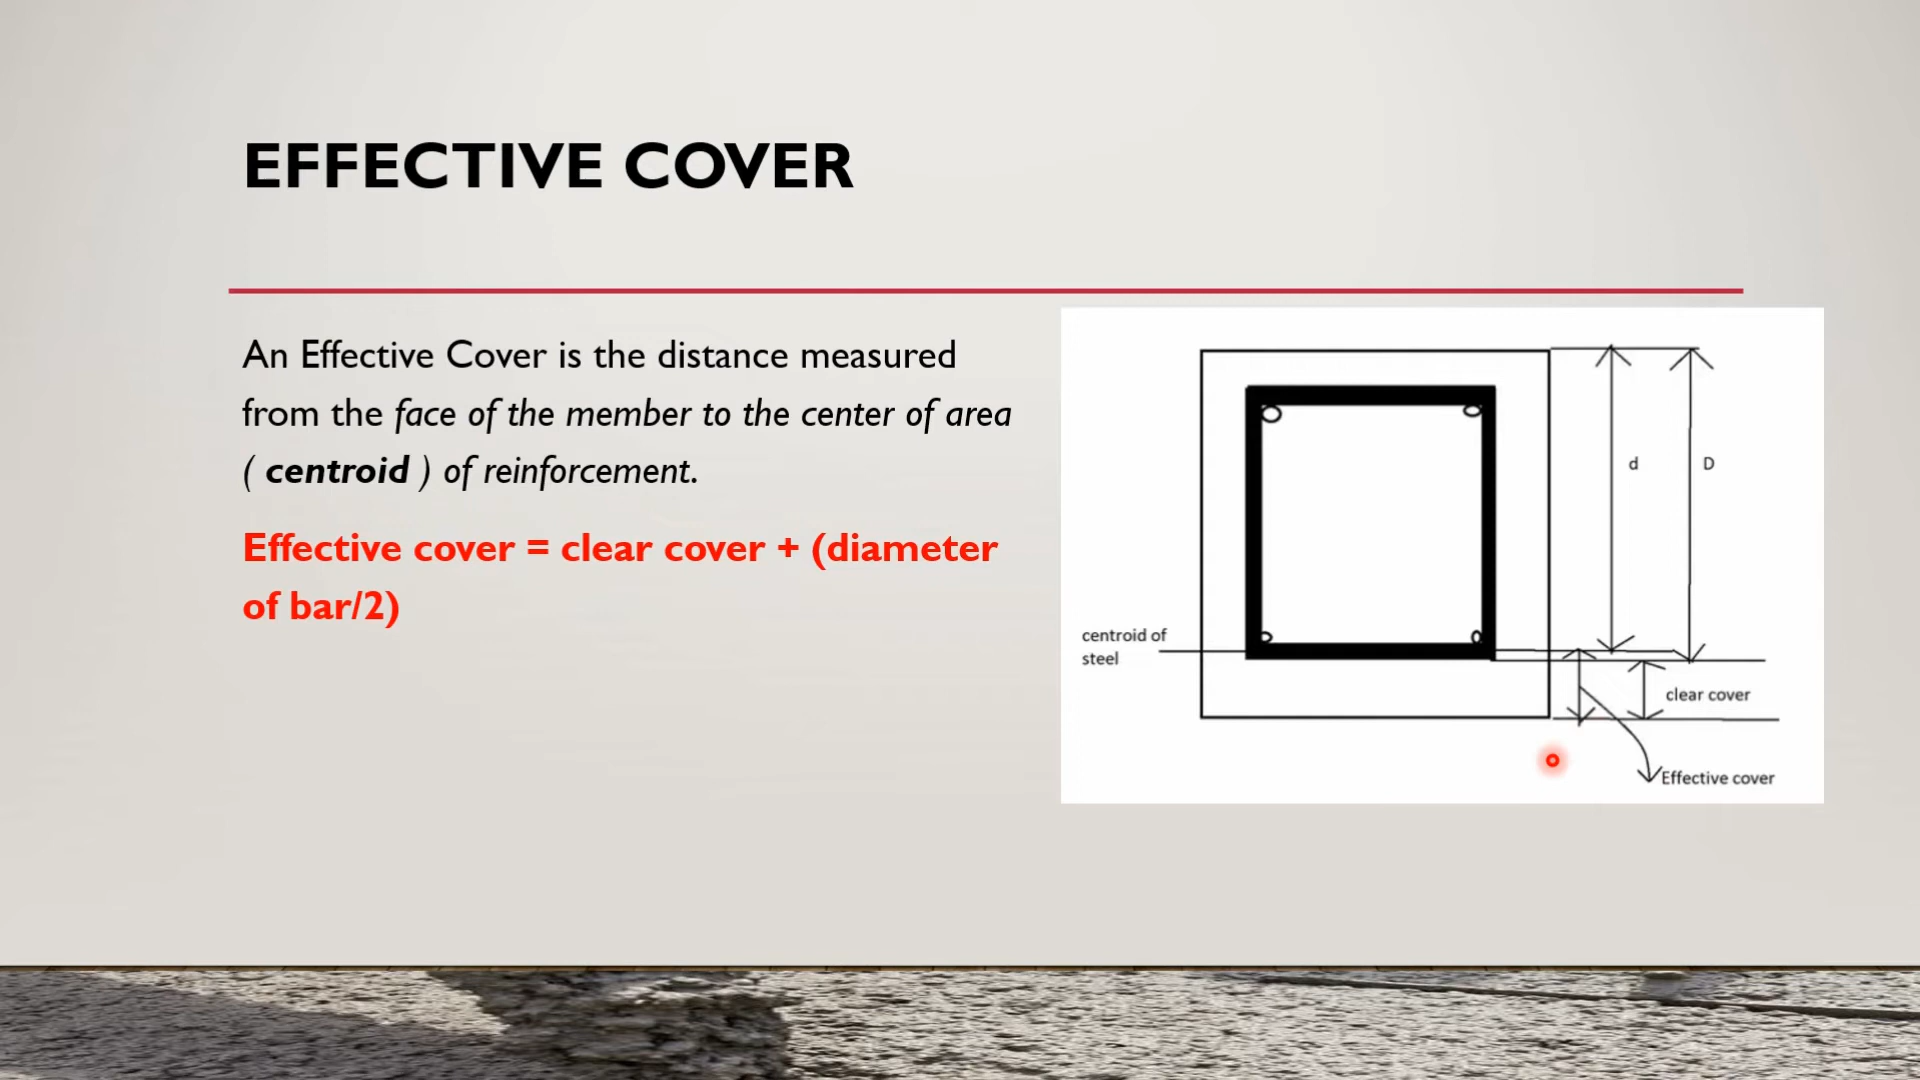 EFFECTIVE COVER
An Effective Cover is the distance measured
from the face of the member to the center of area
( centroid ) of reinforcement.
Effective cover = clear cover + (diameter
of bar/2)
d
D
centroid of
steel
clear cover
Effective cover